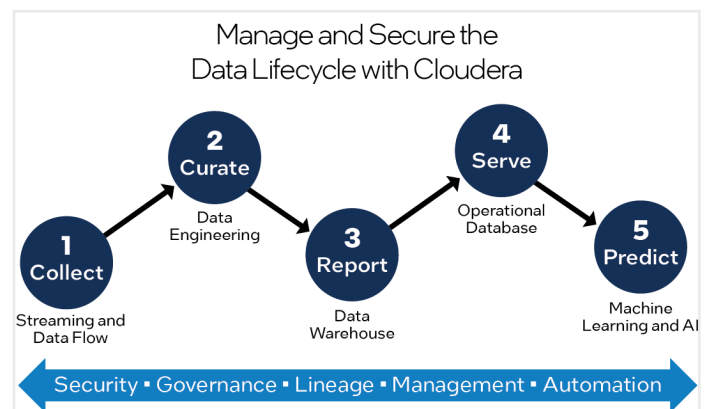 Manage and Secure the
Data Lifecycle with Cloudera
1
Collect
Streaming and
Data Flow
2
Curate
Data
Engineering
3
Report
Data
Warehouse
4
Serve
Operational
Database
5
Predict
Machine
Learning and AI
Security ▪ Governance ▪ Lineage ▪ Management ▪ Automation